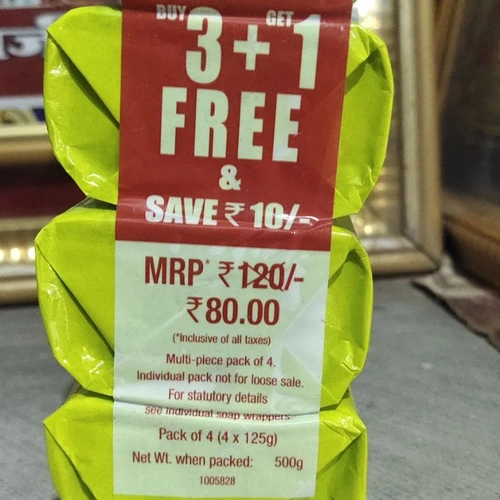 BUY GET
3+1
FREE
&
SAVE ₹ 10/-
MRP* ₹120/-
₹80.00
(*Inclusive of all taxes)
Multi-piece pack of 4.
Individual pack not for loose sale.
For statutory details
see individual soap wrappers.
Pack of 4 (4 x 125g)
Net Wt. when packed: 500g
1005828